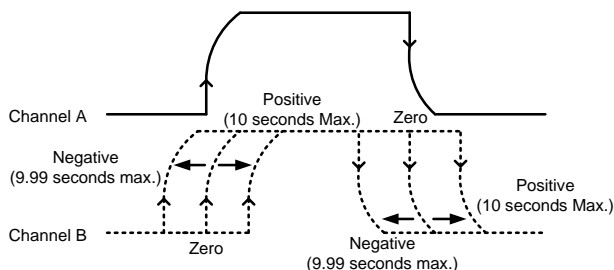 Channel A
Positive
(10 seconds Max.)
Zero
Negative
(9.99 seconds max.)
Positive
(10 seconds Max.)
Channel B
Zero
Negative
(9.99 seconds max.)